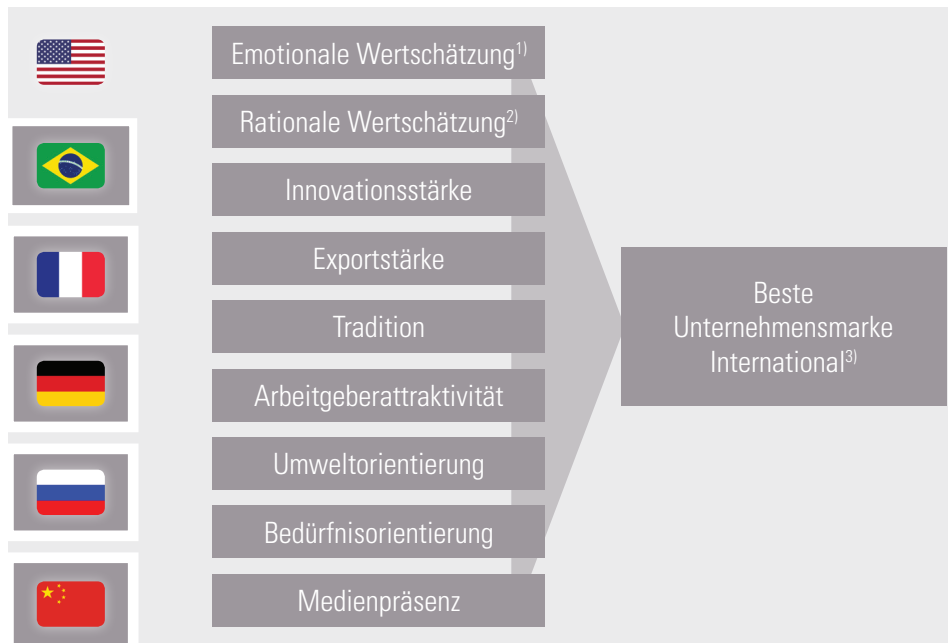 Emotionale Wertschätzung1)
Rationale Wertschätzung2)
Innovationsstärke
Exportstärke
Tradition
Arbeitgeberattraktivität
Umweltorientierung
Bedürfnisorientierung
Medienpräsenz
Beste
Unternehmensmarke
International3)